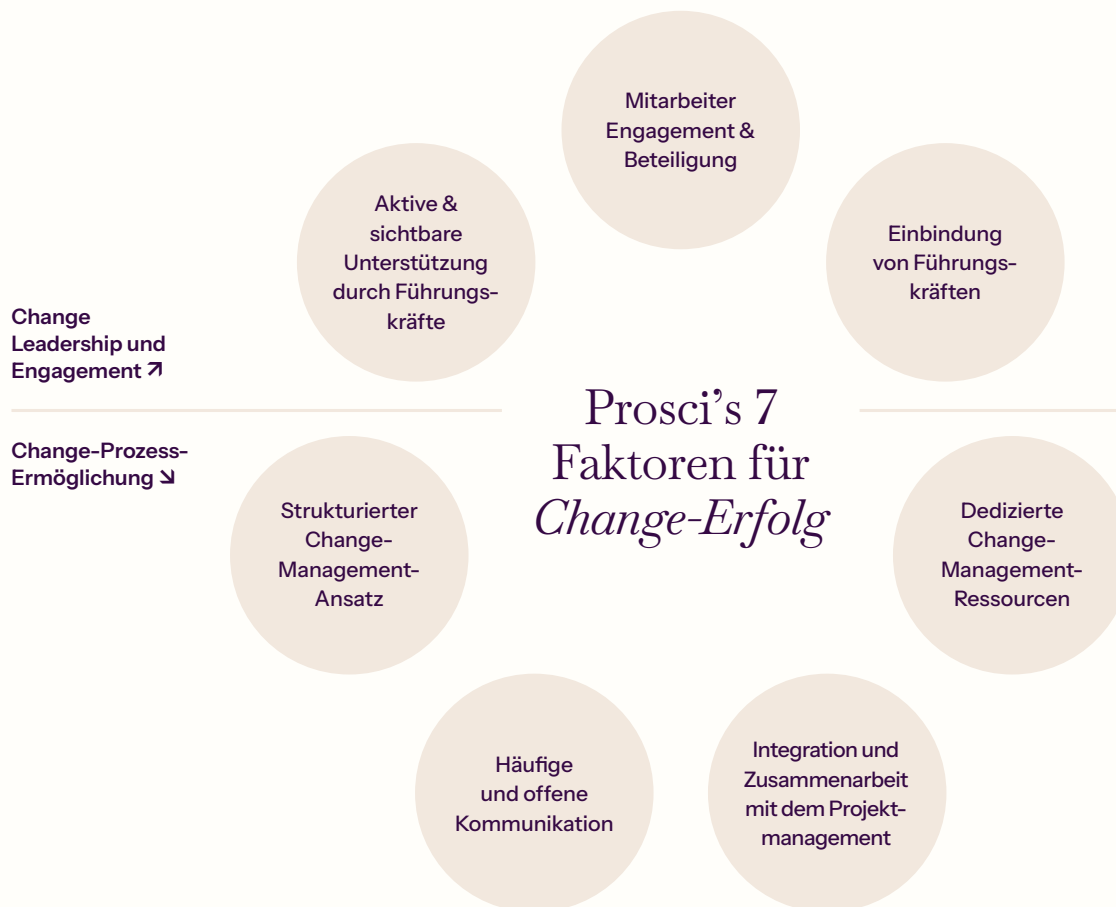 Mitarbeiter
Engagement &
Beteiligung
Aktive &
sichtbare
Unterstützung
durch Führungs-
kräfte
Einbindung
von Führungs-
kräften
Change
Leadership und
Engagement ↗
Prosci's 7
Faktoren für
Change-Erfolg
Change-Prozess-
Ermöglichung ↘
Strukturierter
Change-
Management-
Ansatz
Dedizierte
Change-
Management-
Ressourcen
Häufige
und offene
Kommunikation
Integration und
Zusammenarbeit
mit dem Projekt-
management